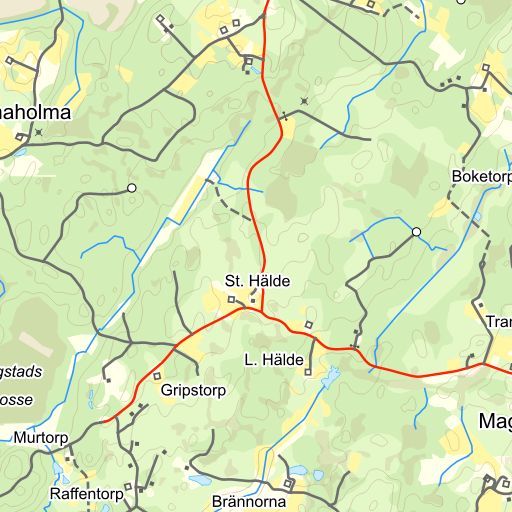 naholma
Boketorp
St. Hälde
Tran
L. Hälde
gstads
osse
Gripstorp
Mag
Murtorp
Raffentorp
Brännorna